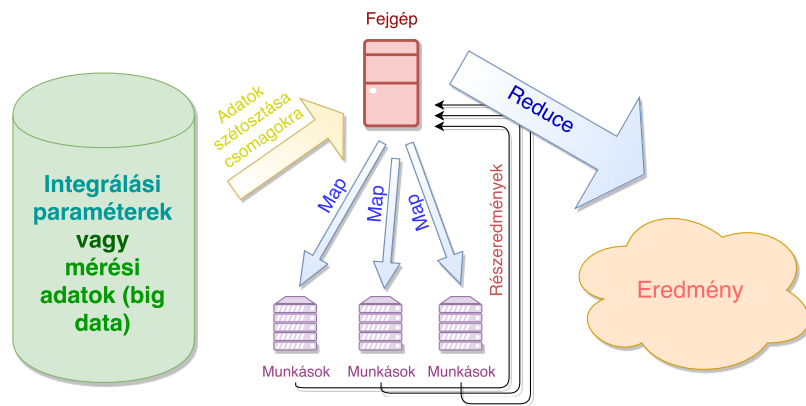 Fejgép
Integrálási
paraméterek
vagy
mérési
adatok (big
data)
Adatok
szétosztása
csomagokra
Map
Map
Map
Reduce
Részeredmények
Munkások
Munkások
Munkások
Eredmény